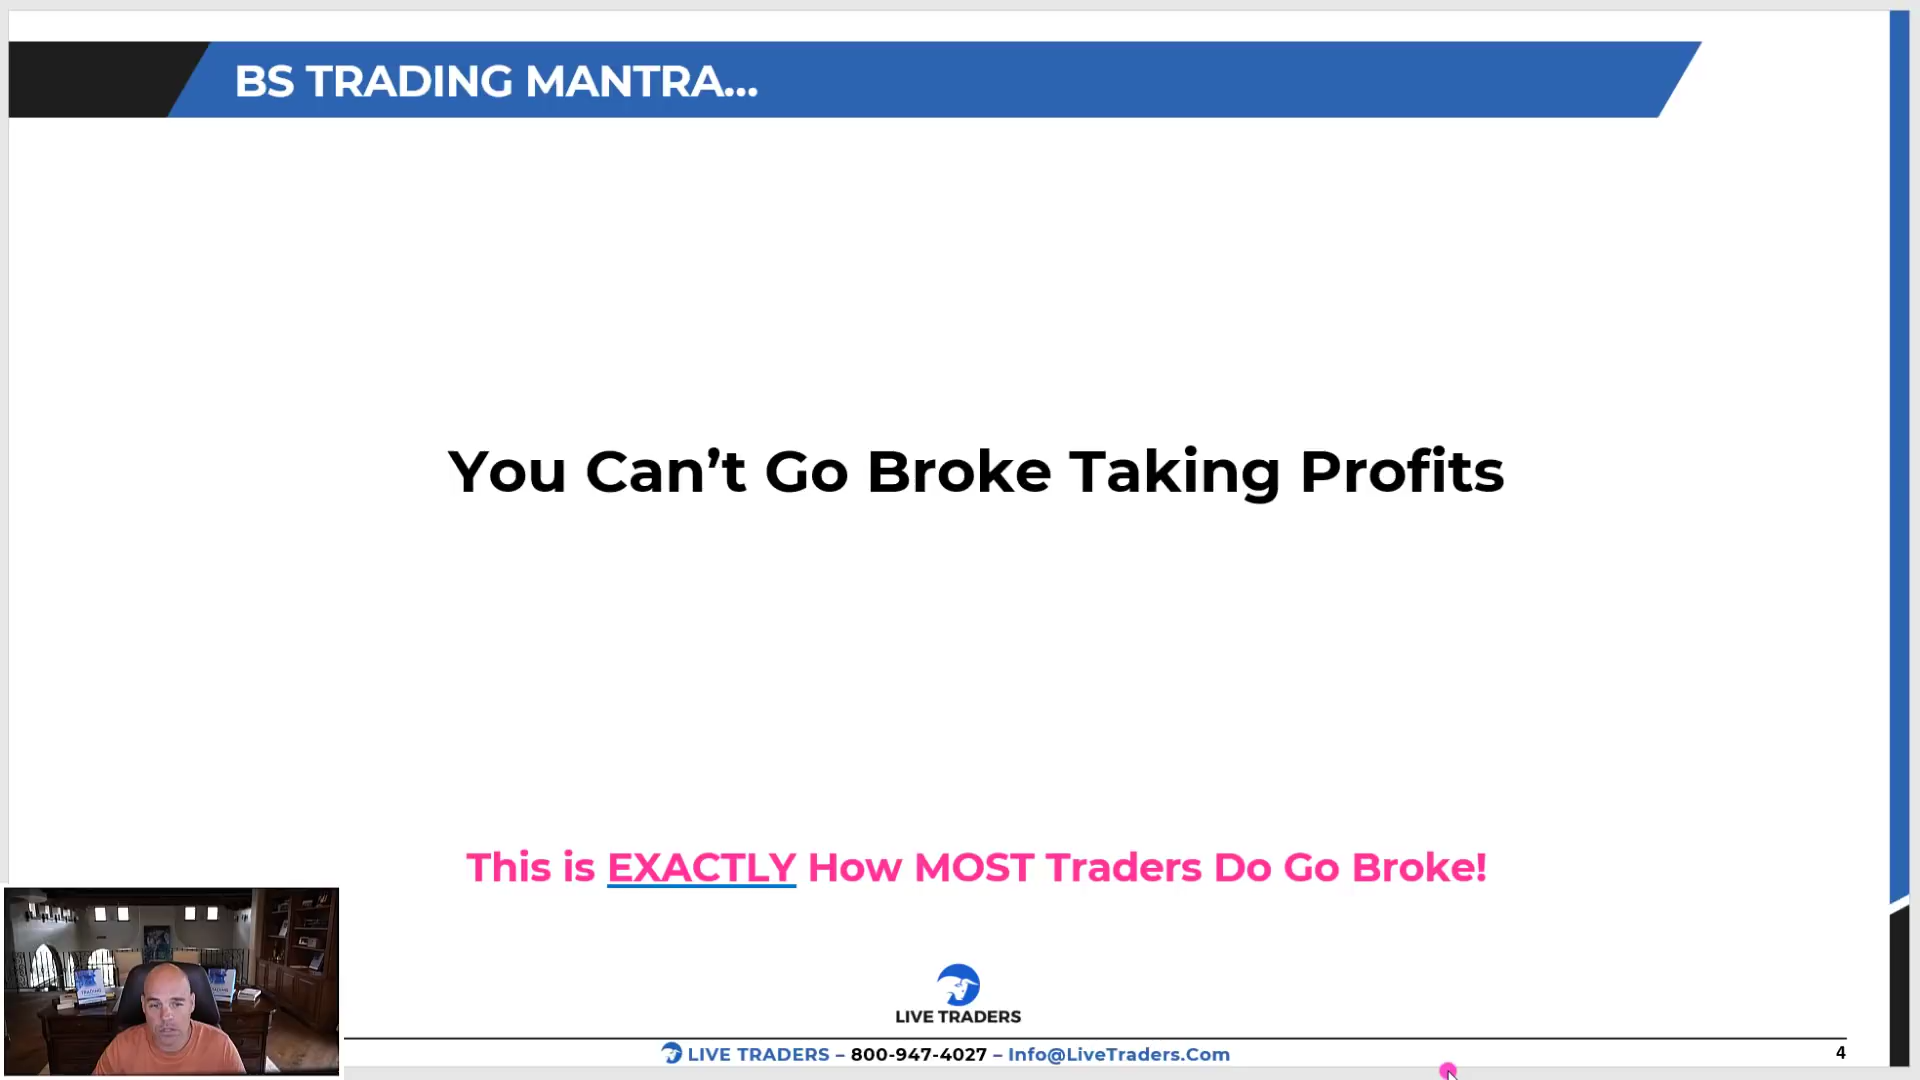 BS TRADING MANTRA...
You Can’t Go Broke Taking Profits
This is EXACTLY How MOST Traders Do Go Broke!
LIVE TRADERS
LIVE TRADERS – 800-947-4027 – Info@LiveTraders.Com
4